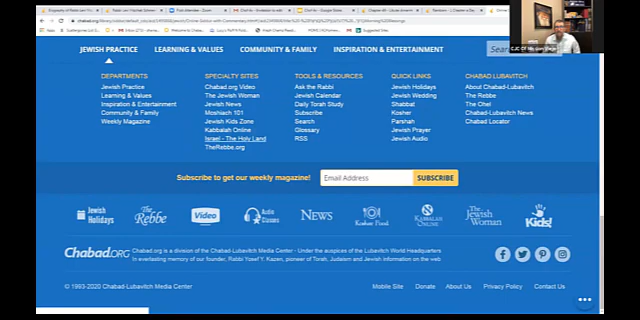 JEWISH PRACTICE LEARNING & VALUES COMMUNITY & FAMILY INSPIRATION & ENTERTAINMENT
DEPARTMENTS
Jewish Practice
Learning & Values
Inspiration & Entertainment
Community & Family
Weekly Magazine
SPECIALTY SITES
Chabad.org Video
The Jewish Woman
Jewish News
Moshiach 101
Jewish Kids Zone
Kabbalah Online
Israel - The Holy Land
TheRebbe.org
TOOLS & RESOURCES
Ask the Rabbi
Jewish Calendar
Daily Torah Study
Subscribe
Search
Glossary
RSS
QUICK LINKS
Jewish Holidays
Jewish Wedding
Shabbat
Kosher
Parshah
Jewish Prayer
Jewish Audio
CHABAD LUBAVITCH
About Chabad-Lubavitch
The Rebbe
The Ohel
Chabad-Lubavitch News
Chabad Locator
Subscribe to get our weekly magazine! Email Address SUBSCRIBE
Jewish Holidays
The Rebbe
Video
Audio Classes
NEWS
Kosher Food
KABBALAH ONLINE
The Jewish Woman
Kids!
Chabad.ORG
Chabad.org is a division of the Chabad-Lubavitch Media Center - Under the auspices of the Lubavitch World Headquarters
In everlasting memory of our founder, Rabbi Yosef Y. Kazen, pioneer of Torah, Judaism and Jewish information on the web
© 1993-2020 Chabad-Lubavitch Media Center Mobile Site Donate About Us Privacy Policy Contact Us